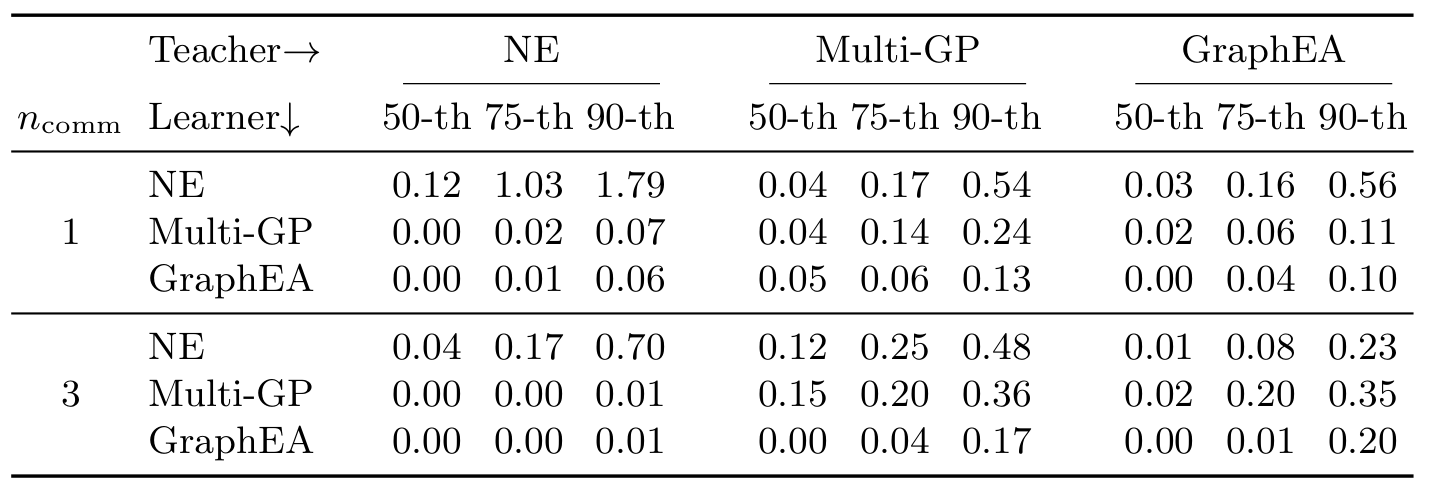 Teacher→ NE Multi-GP GraphEA
n_comm Learner↓ 50-th 75-th 90-th 50-th 75-th 90-th 50-th 75-th 90-th
NE 0.12 1.03 1.79 0.04 0.17 0.54 0.03 0.16 0.56
1 Multi-GP 0.00 0.02 0.07 0.04 0.14 0.24 0.02 0.06 0.11
GraphEA 0.00 0.01 0.06 0.05 0.06 0.13 0.00 0.04 0.10
NE 0.04 0.17 0.70 0.12 0.25 0.48 0.01 0.08 0.23
3 Multi-GP 0.00 0.00 0.01 0.15 0.20 0.36 0.02 0.20 0.35
GraphEA 0.00 0.00 0.01 0.00 0.04 0.17 0.00 0.01 0.20